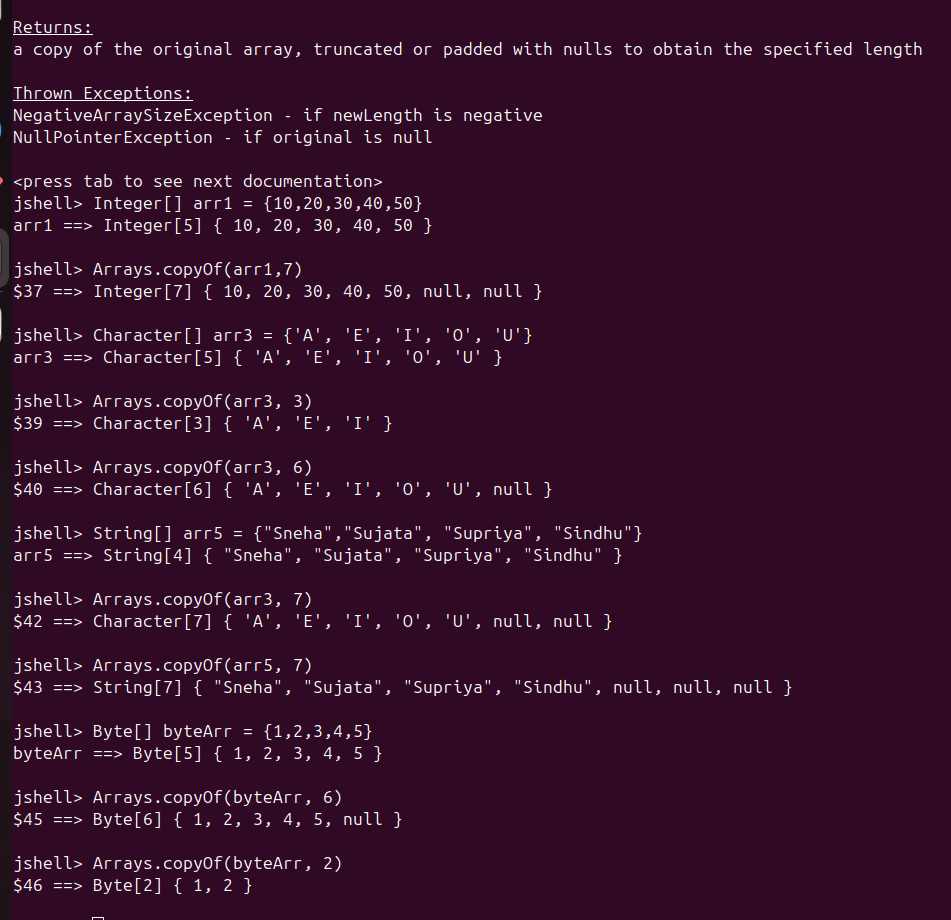 Returns:
a copy of the original array, truncated or padded with nulls to obtain the specified length
Thrown Exceptions:
NegativeArraySizeException - if newLength is negative
NullPointerException - if original is null
<press tab to see next documentation>
jshell> Integer[] arr1 = {10,20,30,40,50}
arr1 ==> Integer[5] { 10, 20, 30, 40, 50 }
jshell> Arrays.copyOf(arr1,7)
$37 ==> Integer[7] { 10, 20, 30, 40, 50, null, null }
jshell> Character[] arr3 = {'A', 'E', 'I', 'O', 'U'}
arr3 ==> Character[5] { 'A', 'E', 'I', 'O', 'U' }
jshell> Arrays.copyOf(arr3, 3)
$39 ==> Character[3] { 'A', 'E', 'I' }
jshell> Arrays.copyOf(arr3, 6)
$40 ==> Character[6] { 'A', 'E', 'I', 'O', 'U', null }
jshell> String[] arr5 = {"Sneha","Sujata", "Supriya", "Sindhu"}
arr5 ==> String[4] { "Sneha", "Sujata", "Supriya", "Sindhu" }
jshell> Arrays.copyOf(arr3, 7)
$42 ==> Character[7] { 'A', 'E', 'I', 'O', 'U', null, null }
jshell> Arrays.copyOf(arr5, 7)
$43 ==> String[7] { "Sneha", "Sujata", "Supriya", "Sindhu", null, null, null }
jshell> Byte[] byteArr = {1,2,3,4,5}
byteArr ==> Byte[5] { 1, 2, 3, 4, 5 }
jshell> Arrays.copyOf(byteArr, 6)
$45 ==> Byte[6] { 1, 2, 3, 4, 5, null }
jshell> Arrays.copyOf(byteArr, 2)
$46 ==> Byte[2] { 1, 2 }